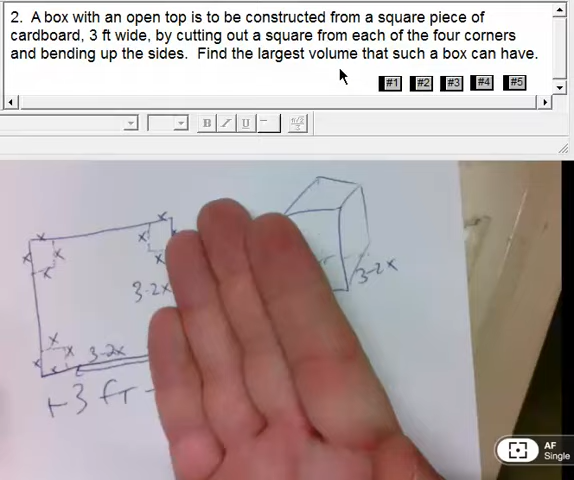 2. A box with an open top is to be constructed from a square piece of
cardboard, 3 ft wide, by cutting out a square from each of the four corners
and bending up the sides. Find the largest volume that such a box can have.
#1 #2 #3 #4 #5
B I U
x x
x x x
x x
3-2x 3-2x
x
x x 3-2x
x
3 FT
AF
Single